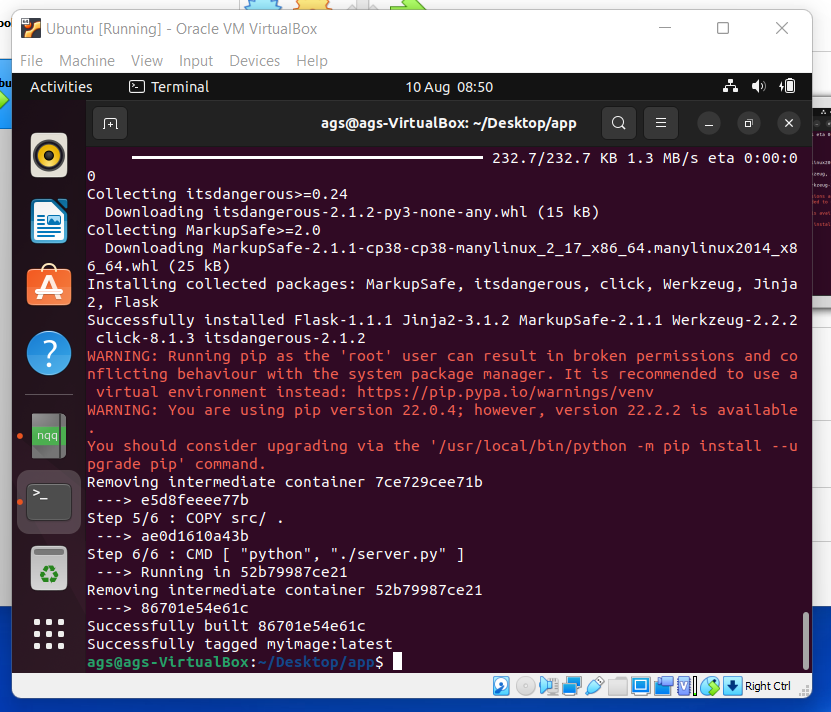 Ubuntu [Running] - Oracle VM VirtualBox
File Machine View Input Devices Help
Activities Terminal 10 Aug 08:50
ags@ags-VirtualBox: ~/Desktop/app
232.7/232.7 KB 1.3 MB/s eta 0:00:0
0
Collecting itsdangerous>=0.24
Downloading itsdangerous-2.1.2-py3-none-any.whl (15 kB)
Collecting MarkupSafe>=2.0
Downloading MarkupSafe-2.1.1-cp38-cp38-manylinux_2_17_x86_64.manylinux2014_x8
6_64.whl (25 kB)
Installing collected packages: MarkupSafe, itsdangerous, click, Werkzeug, Jinja
2, Flask
Successfully installed Flask-1.1.1 Jinja2-3.1.2 MarkupSafe-2.1.1 Werkzeug-2.2.2
click-8.1.3 itsdangerous-2.1.2
WARNING: Running pip as the 'root' user can result in broken permissions and co
nflicting behaviour with the system package manager. It is recommended to use a
virtual environment instead: https://pip.pypa.io/warnings/venv
WARNING: You are using pip version 22.0.4; however, version 22.2.2 is available
.
You should consider upgrading via the '/usr/local/bin/python -m pip install --u
pgrade pip' command.
Removing intermediate container 7ce729cee71b
---> e5d8feeee77b
Step 5/6 : COPY src/ .
---> ae0d1610a43b
Step 6/6 : CMD [ "python", "./server.py" ]
---> Running in 52b79987ce21
Removing intermediate container 52b79987ce21
---> 86701e54e61c
Successfully built 86701e54e61c
Successfully tagged myimage:latest
ags@ags-VirtualBox:~/Desktop/app$
nqq
>_
Right Ctrl